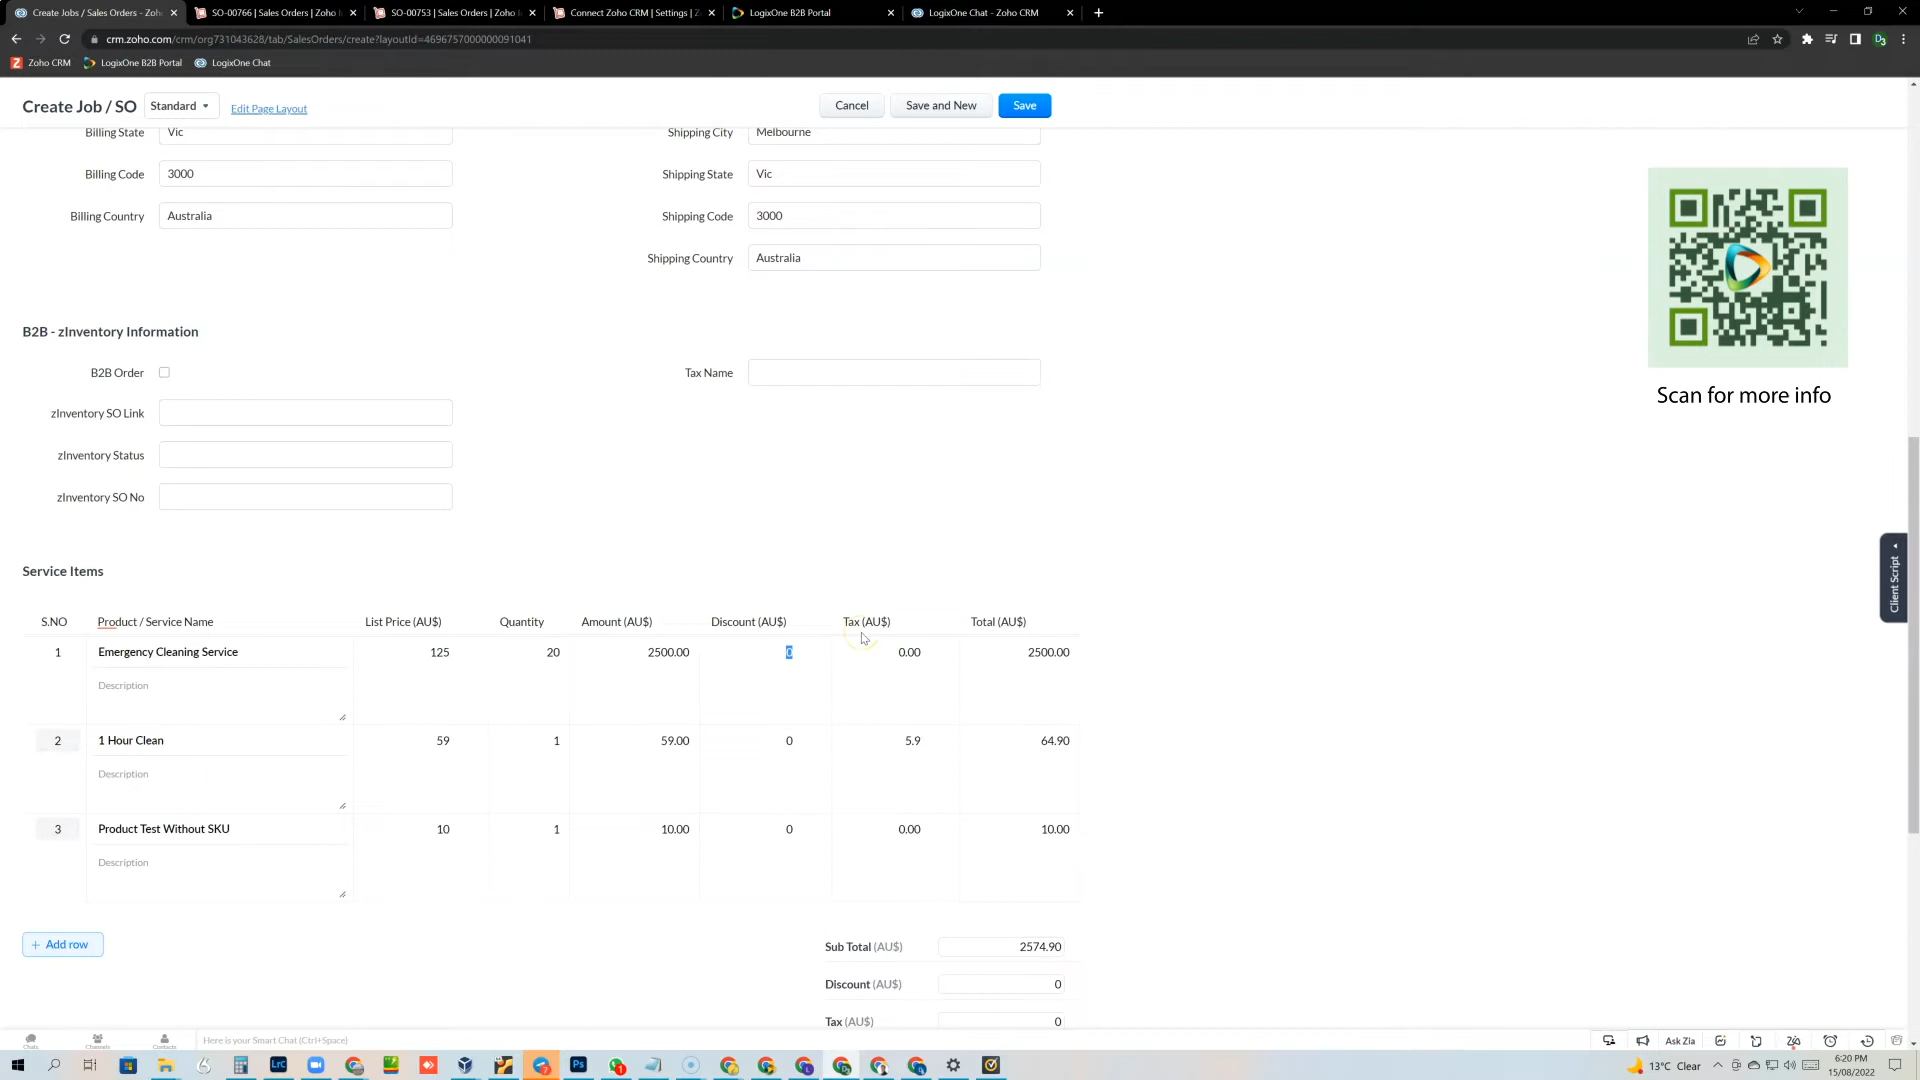 Create Jobs / Sales Orders - Zoh
SO-00766 | Sales Orders | Zoho I
SO-00753 | Sales Orders | Zoho I
Connect Zoho CRM | Settings | Z
LogixOne B2B Portal
LogixOne Chat - Zoho CRM
crm.zoho.com/crm/org731043628/tab/SalesOrders/create?layoutId=4696757000000091041
Zoho CRM
LogixOne B2B Portal
LogixOne Chat
Create Job / SO
Standard
Edit Page Layout
Cancel
Save and New
Save
Billing State Vic
Shipping City Melbourne
Billing Code 3000
Shipping State Vic
Billing Country Australia
Shipping Code 3000
Shipping Country Australia
Scan for more info
B2B - zInventory Information
B2B Order
Tax Name
zInventory SO Link
zInventory Status
zInventory SO No
Client Script
Service Items
S.NO Product / Service Name List Price (AU$) Quantity Amount (AU$) Discount (AU$) Tax (AU$) Total (AU$)
1 Emergency Cleaning Service 125 20 2500.00 0 0.00 2500.00
Description
2 1 Hour Clean 59 1 59.00 0 5.9 64.90
Description
3 Product Test Without SKU 10 1 10.00 0 0.00 10.00
Description
+ Add row
Sub Total (AU$) 2574.90
Discount (AU$) 0
Tax (AU$) 0
Chats
Channels
Contacts
Here is your Smart Chat (Ctrl+Space)
Ask Zia
13°C Clear
6:20 PM
15/08/2022